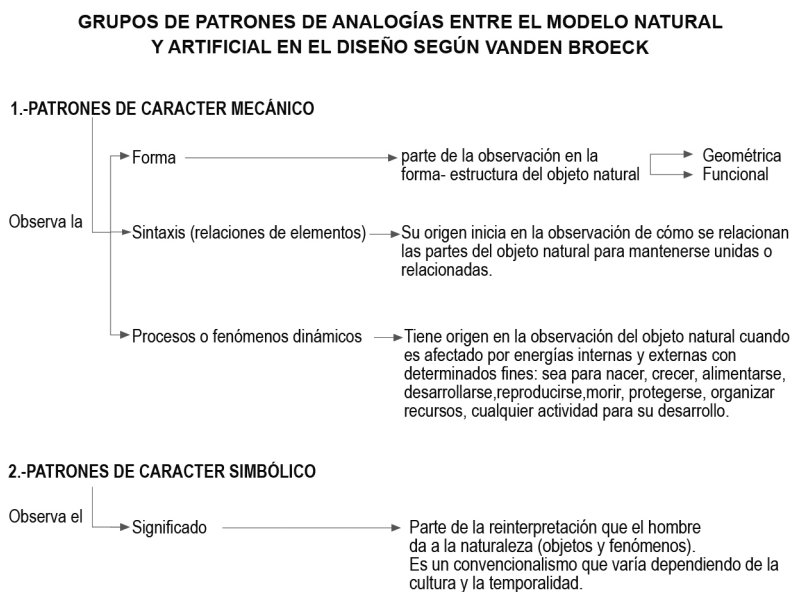 GRUPOS DE PATRONES DE ANALOGÍAS ENTRE EL MODELO NATURAL
Y ARTIFICIAL EN EL DISEÑO SEGÚN VANDEN BROECK
1.-PATRONES DE CARACTER MECÁNICO
Observa la
Forma
parte de la observación en la
forma- estructura del objeto natural
Geométrica
Funcional
Sintaxis (relaciones de elementos)
Su origen inicia en la observación de cómo se relacionan
las partes del objeto natural para mantenerse unidas o
relacionadas.
Procesos o fenómenos dinámicos
Tiene origen en la observación del objeto natural cuando
es afectado por energías internas y externas con
determinados fines: sea para nacer, crecer, alimentarse,
desarrollarse,reproducirse,morir, protegerse, organizar
recursos, cualquier actividad para su desarrollo.
2.-PATRONES DE CARACTER SIMBÓLICO
Observa el
Significado
Parte de la reinterpretación que el hombre
da a la naturaleza (objetos y fenómenos).
Es un convencionalismo que varía dependiendo de la
cultura y la temporalidad.